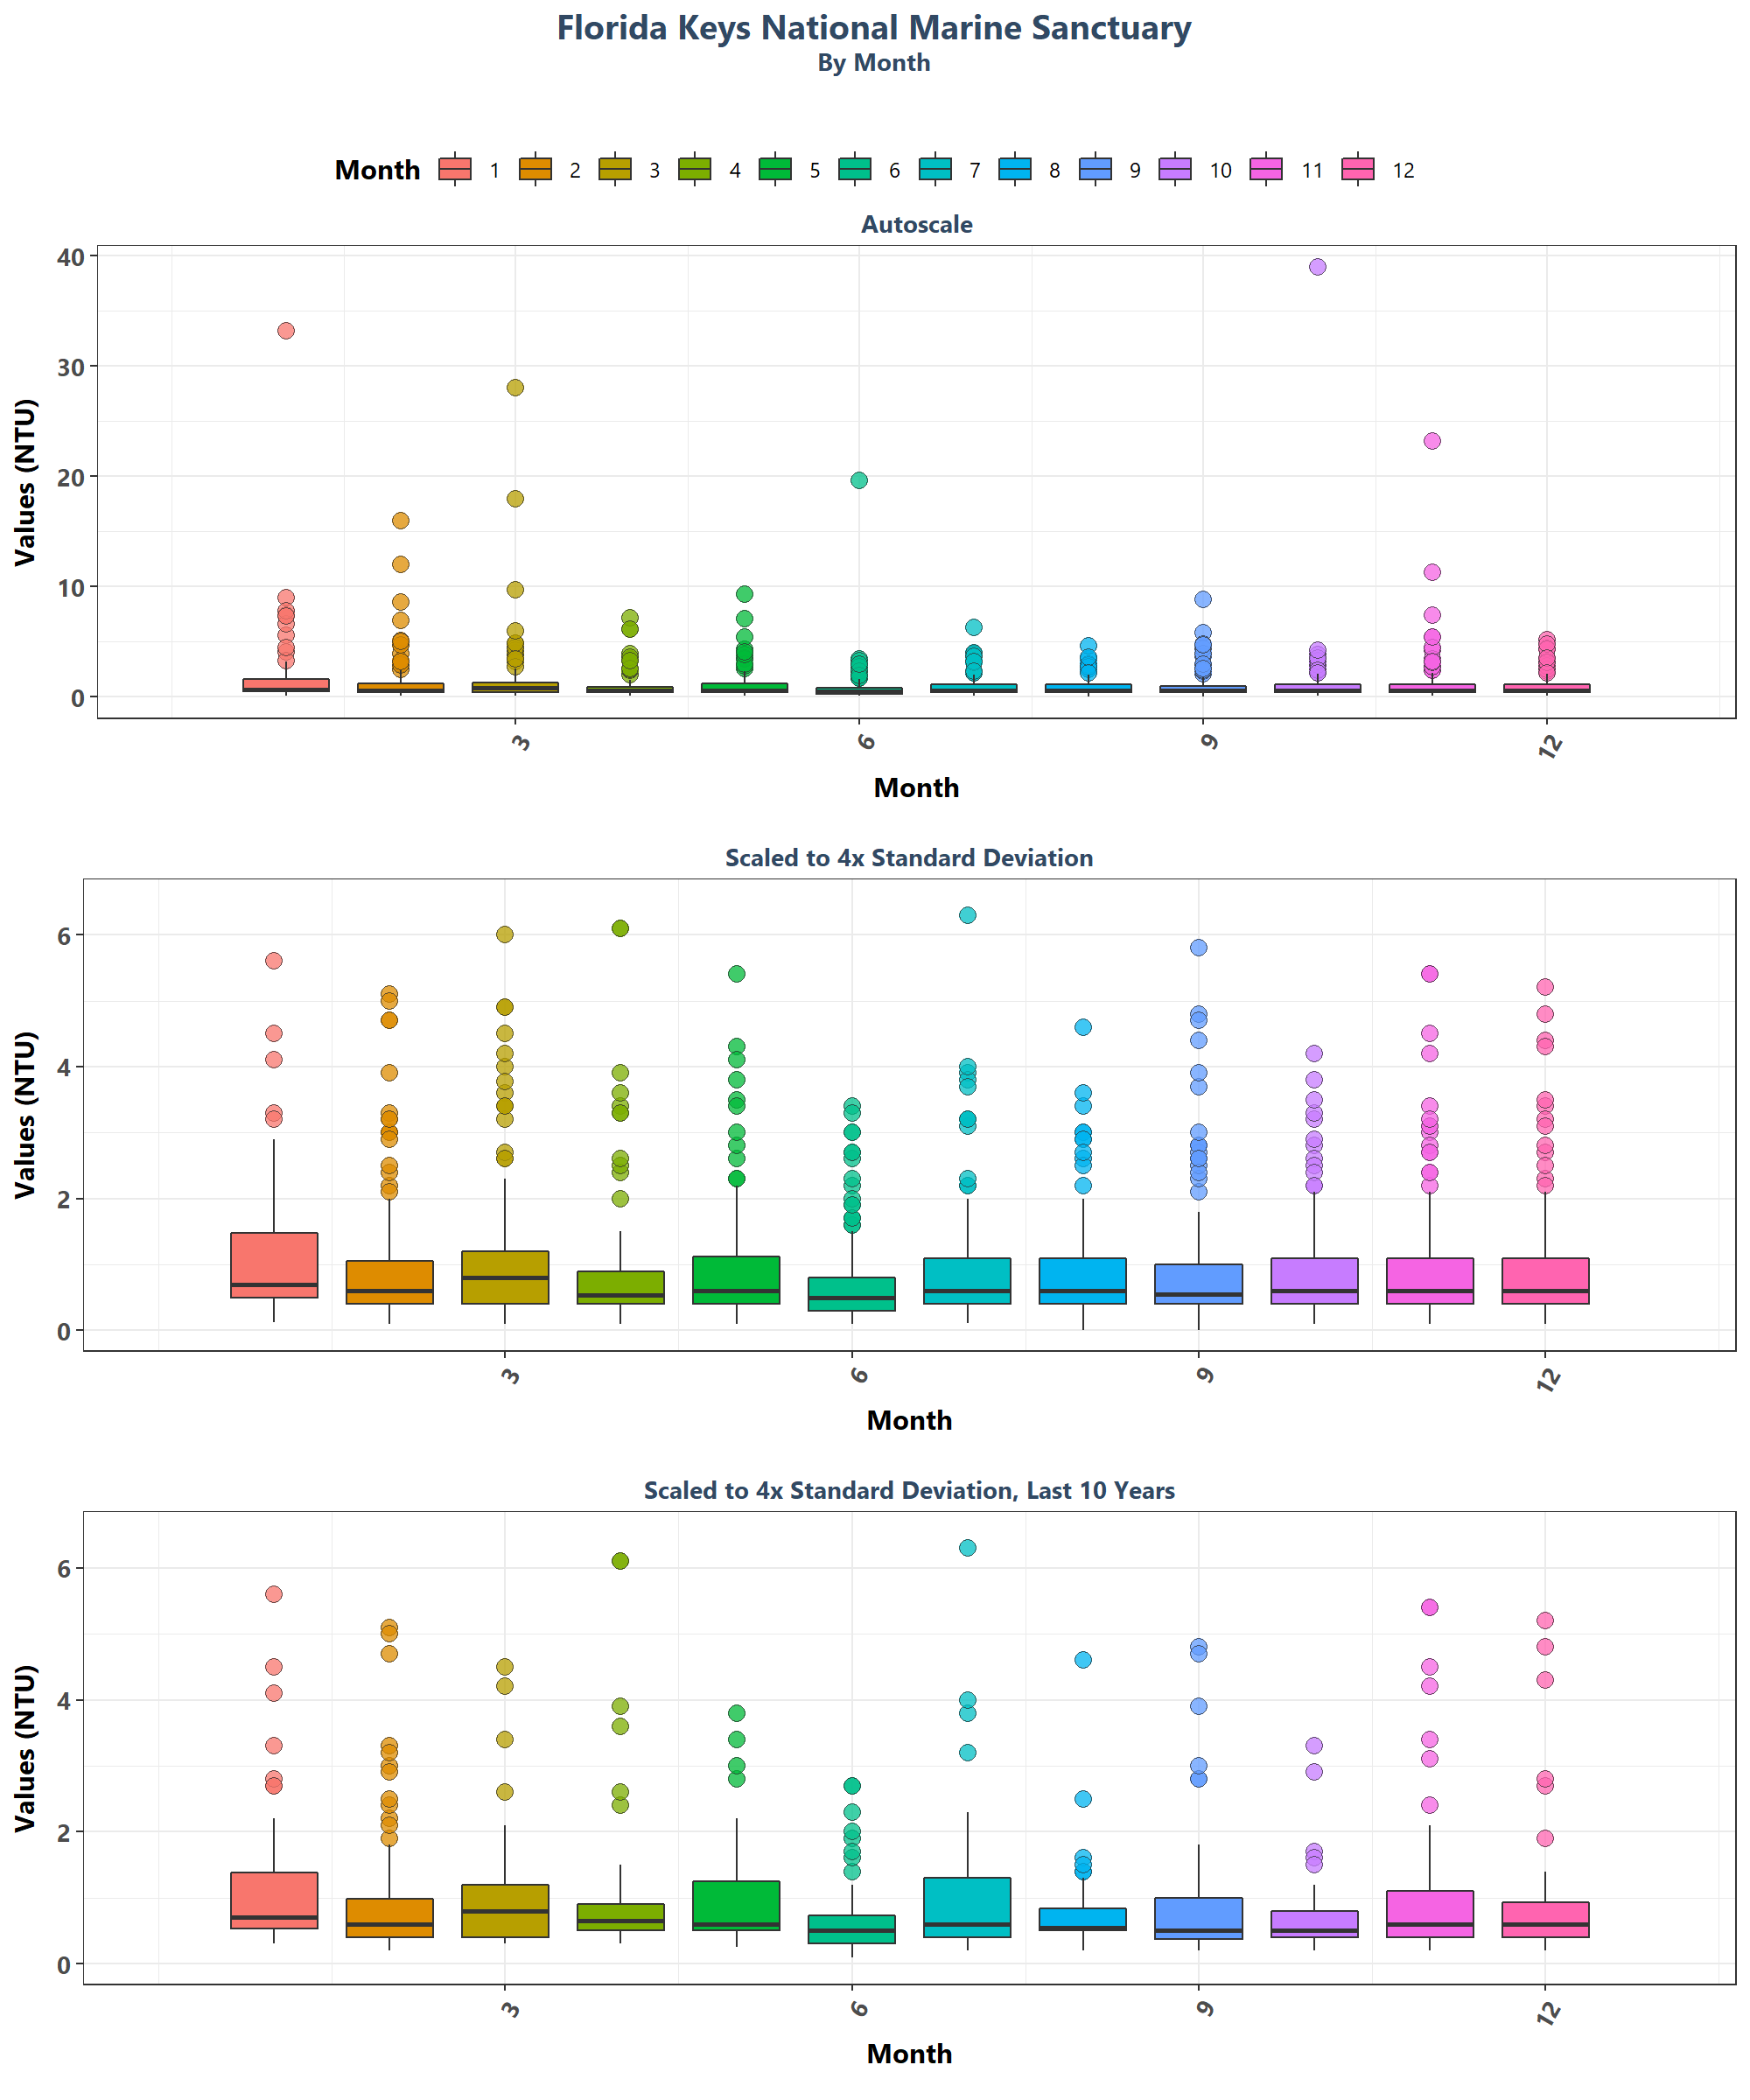 Florida Keys National Marine Sanctuary
By Month
Month 1 2 3 4 5 6 7 8 9 10 11 12
Autoscale
Values (NTU)
40
30
20
10
0
3 6 9 12
Month
Scaled to 4x Standard Deviation
Values (NTU)
6
4
2
0
3 6 9 12
Month
Scaled to 4x Standard Deviation, Last 10 Years
Values (NTU)
6
4
2
0
3 6 9 12
Month